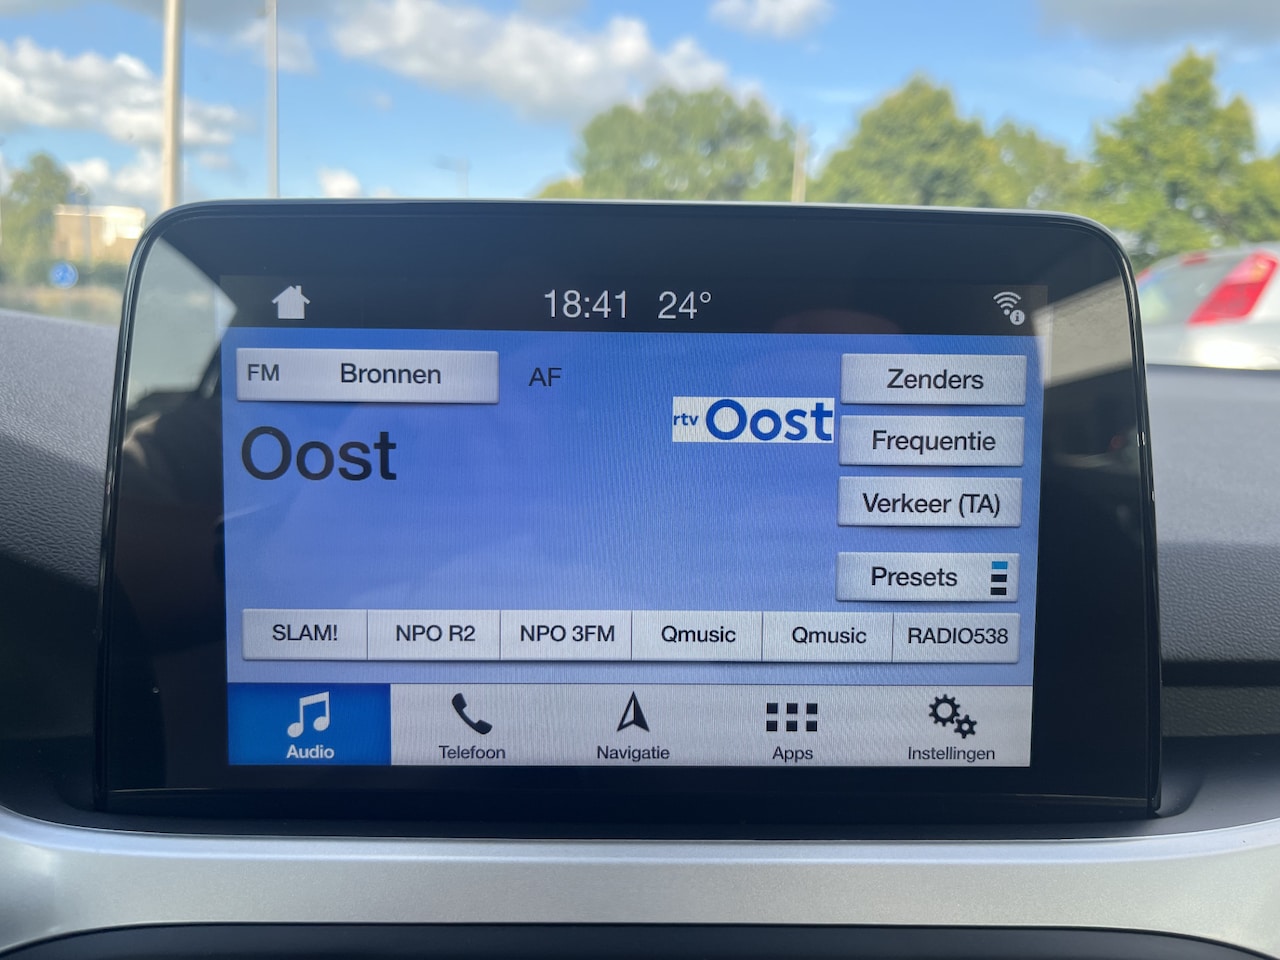 18:41 24°
FM Bronnen AF
Zenders
rtv Oost
Oost
Frequentie
Verkeer (TA)
Presets
SLAM! NPO R2 NPO 3FM Qmusic Qmusic RADIO538
Audio Telefoon Navigatie Apps Instellingen